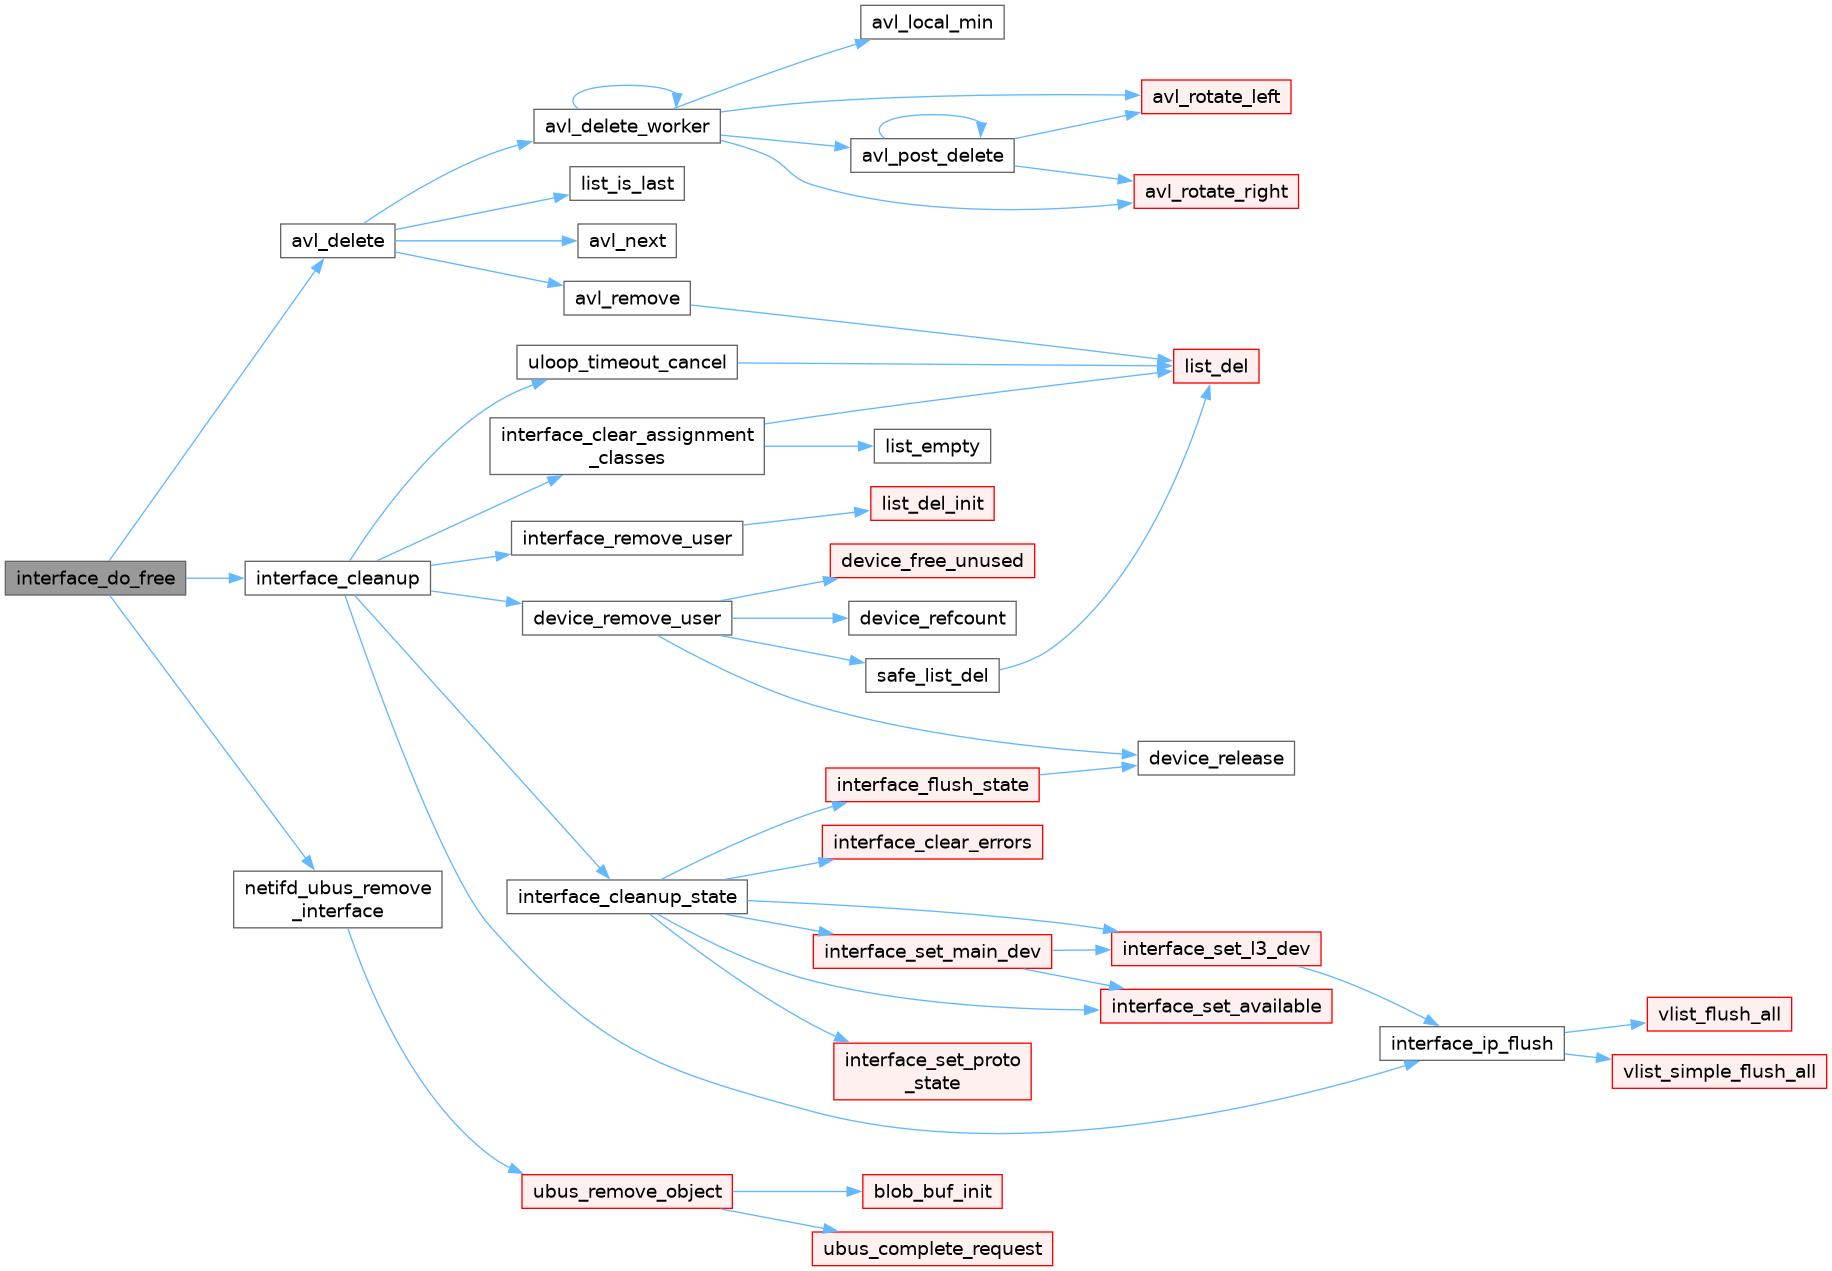 avl_local_min
avl_rotate_left
avl_delete_worker
avl_post_delete
list_is_last
avl_rotate_right
avl_delete
avl_next
avl_remove
uloop_timeout_cancel
list_del
interface_clear_assignment
_classes
list_empty
list_del_init
interface_remove_user
device_free_unused
interface_do_free
interface_cleanup
device_remove_user
device_refcount
safe_list_del
device_release
interface_flush_state
interface_clear_errors
netifd_ubus_remove
_interface
interface_cleanup_state
interface_set_main_dev
interface_set_l3_dev
interface_set_available
vlist_flush_all
interface_ip_flush
interface_set_proto
_state
vlist_simple_flush_all
ubus_remove_object
blob_buf_init
ubus_complete_request